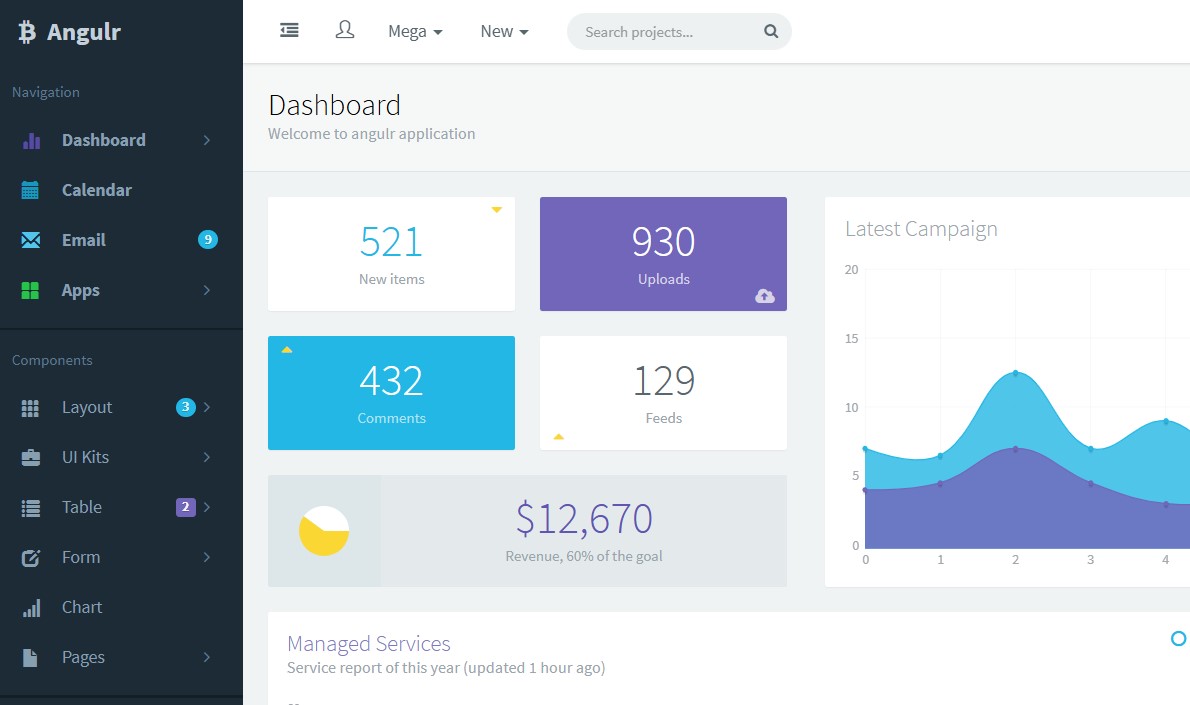 Angulr
Mega
New
Search projects...
Navigation
Dashboard
Calendar
Email 9
Apps
Components
Layout 3
UI Kits
Table 2
Form
Chart
Pages
Dashboard
Welcome to angulr application
521
New items
930
Uploads
432
Comments
129
Feeds
$12,670
Revenue, 60% of the goal
Latest Campaign
20
15
10
5
0
0 1 2 3 4
Managed Services
Service report of this year (updated 1 hour ago)